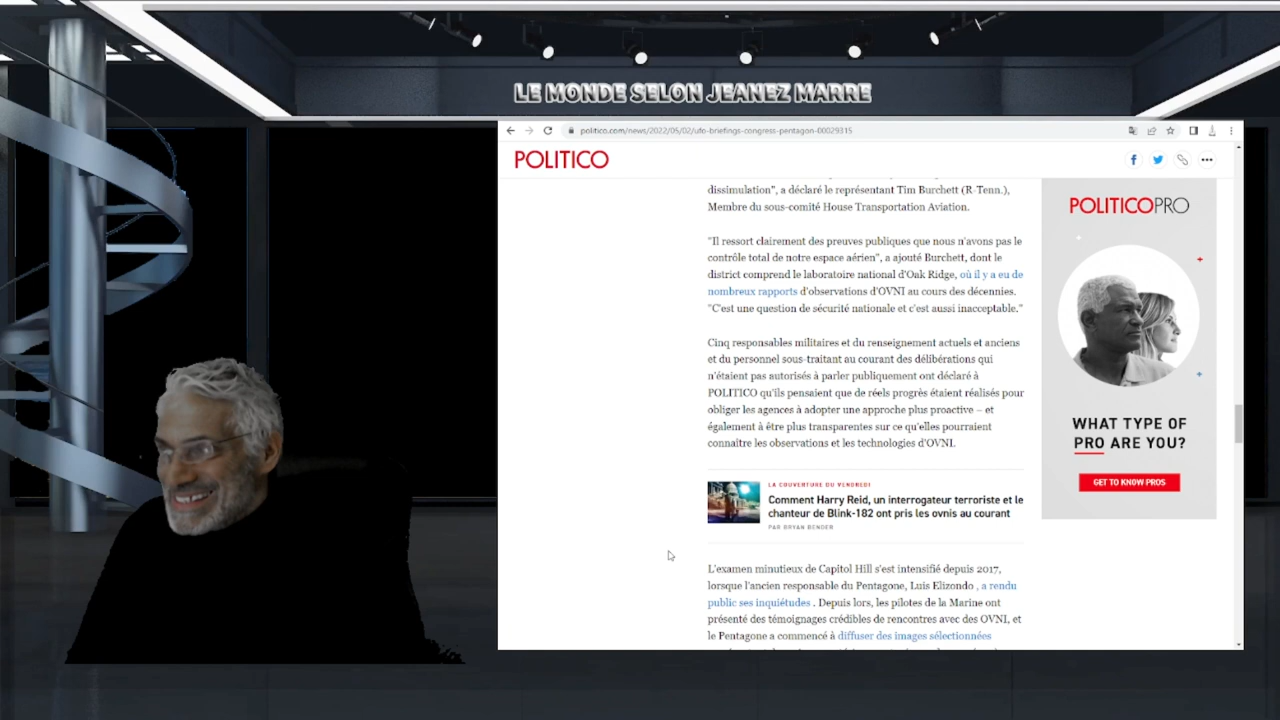 LE MONDE SELON JEANEZ MARRE
politico.com/news/2022/05/02/ufo-briefings-congress-pentagon-00029315
POLITICO
dissimulation", a déclaré le représentant Tim Burchett (R-Tenn.),
Membre du sous-comité House Transportation Aviation.
"Il ressort clairement des preuves publiques que nous n'avons pas le
contrôle total de notre espace aérien", a ajouté Burchett, dont le
district comprend le laboratoire national d'Oak Ridge, où il y a eu de
nombreux rapports d'observations d'OVNI au cours des décennies.
"C'est une question de sécurité nationale et c'est aussi inacceptable."
Cinq responsables militaires et du renseignement actuels et anciens
et du personnel sous-traitant au courant des délibérations qui
n'étaient pas autorisés à parler publiquement ont déclaré à
POLITICO qu'ils pensaient que de réels progrès étaient réalisés pour
obliger les agences à adopter une approche plus proactive – et
également à être plus transparentes sur ce qu'elles pourraient
connaître les observations et les technologies d'OVNI.
LA COUVERTURE DU VENDREDI
Comment Harry Reid, un interrogateur terroriste et le
chanteur de Blink-182 ont pris les ovnis au courant
PAR BRYAN BENDER
L'examen minutieux de Capitol Hill s'est intensifié depuis 2017,
lorsque l'ancien responsable du Pentagone, Luis Elizondo , a rendu
public ses inquiétudes . Depuis lors, les pilotes de la Marine ont
présenté des témoignages crédibles de rencontres avec des OVNI, et
le Pentagone a commencé à diffuser des images sélectionnées
POLITICOPRO
WHAT TYPE OF
PRO ARE YOU?
GET TO KNOW PROS